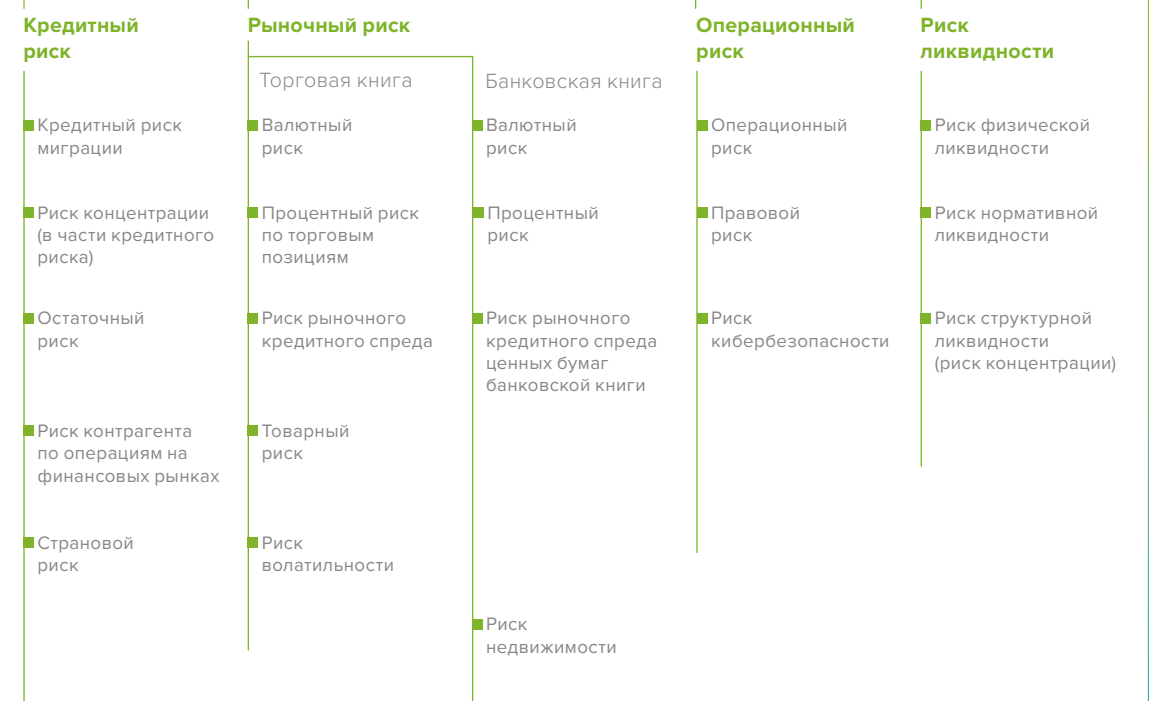 Кредитный
риск
Кредитный риск
миграции
Риск концентрации
(в части кредитного
риска)
Остаточный
риск
Риск контрагента
по операциям на
финансовых рынках
Страновой
риск
Рыночный риск
Торговая книга
Валютный
риск
Процентный риск
по торговым
позициям
Риск рыночного
кредитного спреда
Товарный
риск
Риск
волатильности
Банковская книга
Валютный
риск
Процентный
риск
Риск рыночного
кредитного спреда
ценных бумаг
банковской книги
Риск
недвижимости
Операционный
риск
Операционный
риск
Правовой
риск
Риск
кибербезопасности
Риск
ликвидности
Риск физической
ликвидности
Риск нормативной
ликвидности
Риск структурной
ликвидности
(риск концентрации)